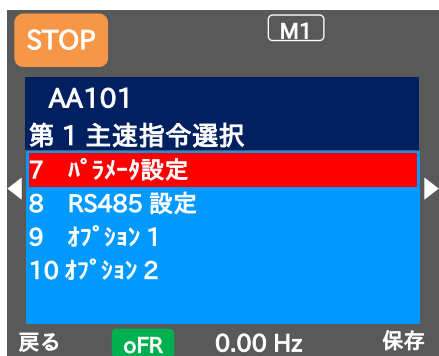 STOP M1
AA101
第 1 主速指令選択
7 ﾊﾟﾗﾒｰﾀ設定
8 RS485 設定
9 ｵﾌﾟｼｮﾝ 1
10 ｵﾌﾟｼｮﾝ 2
戻る oFR 0.00 Hz 保存